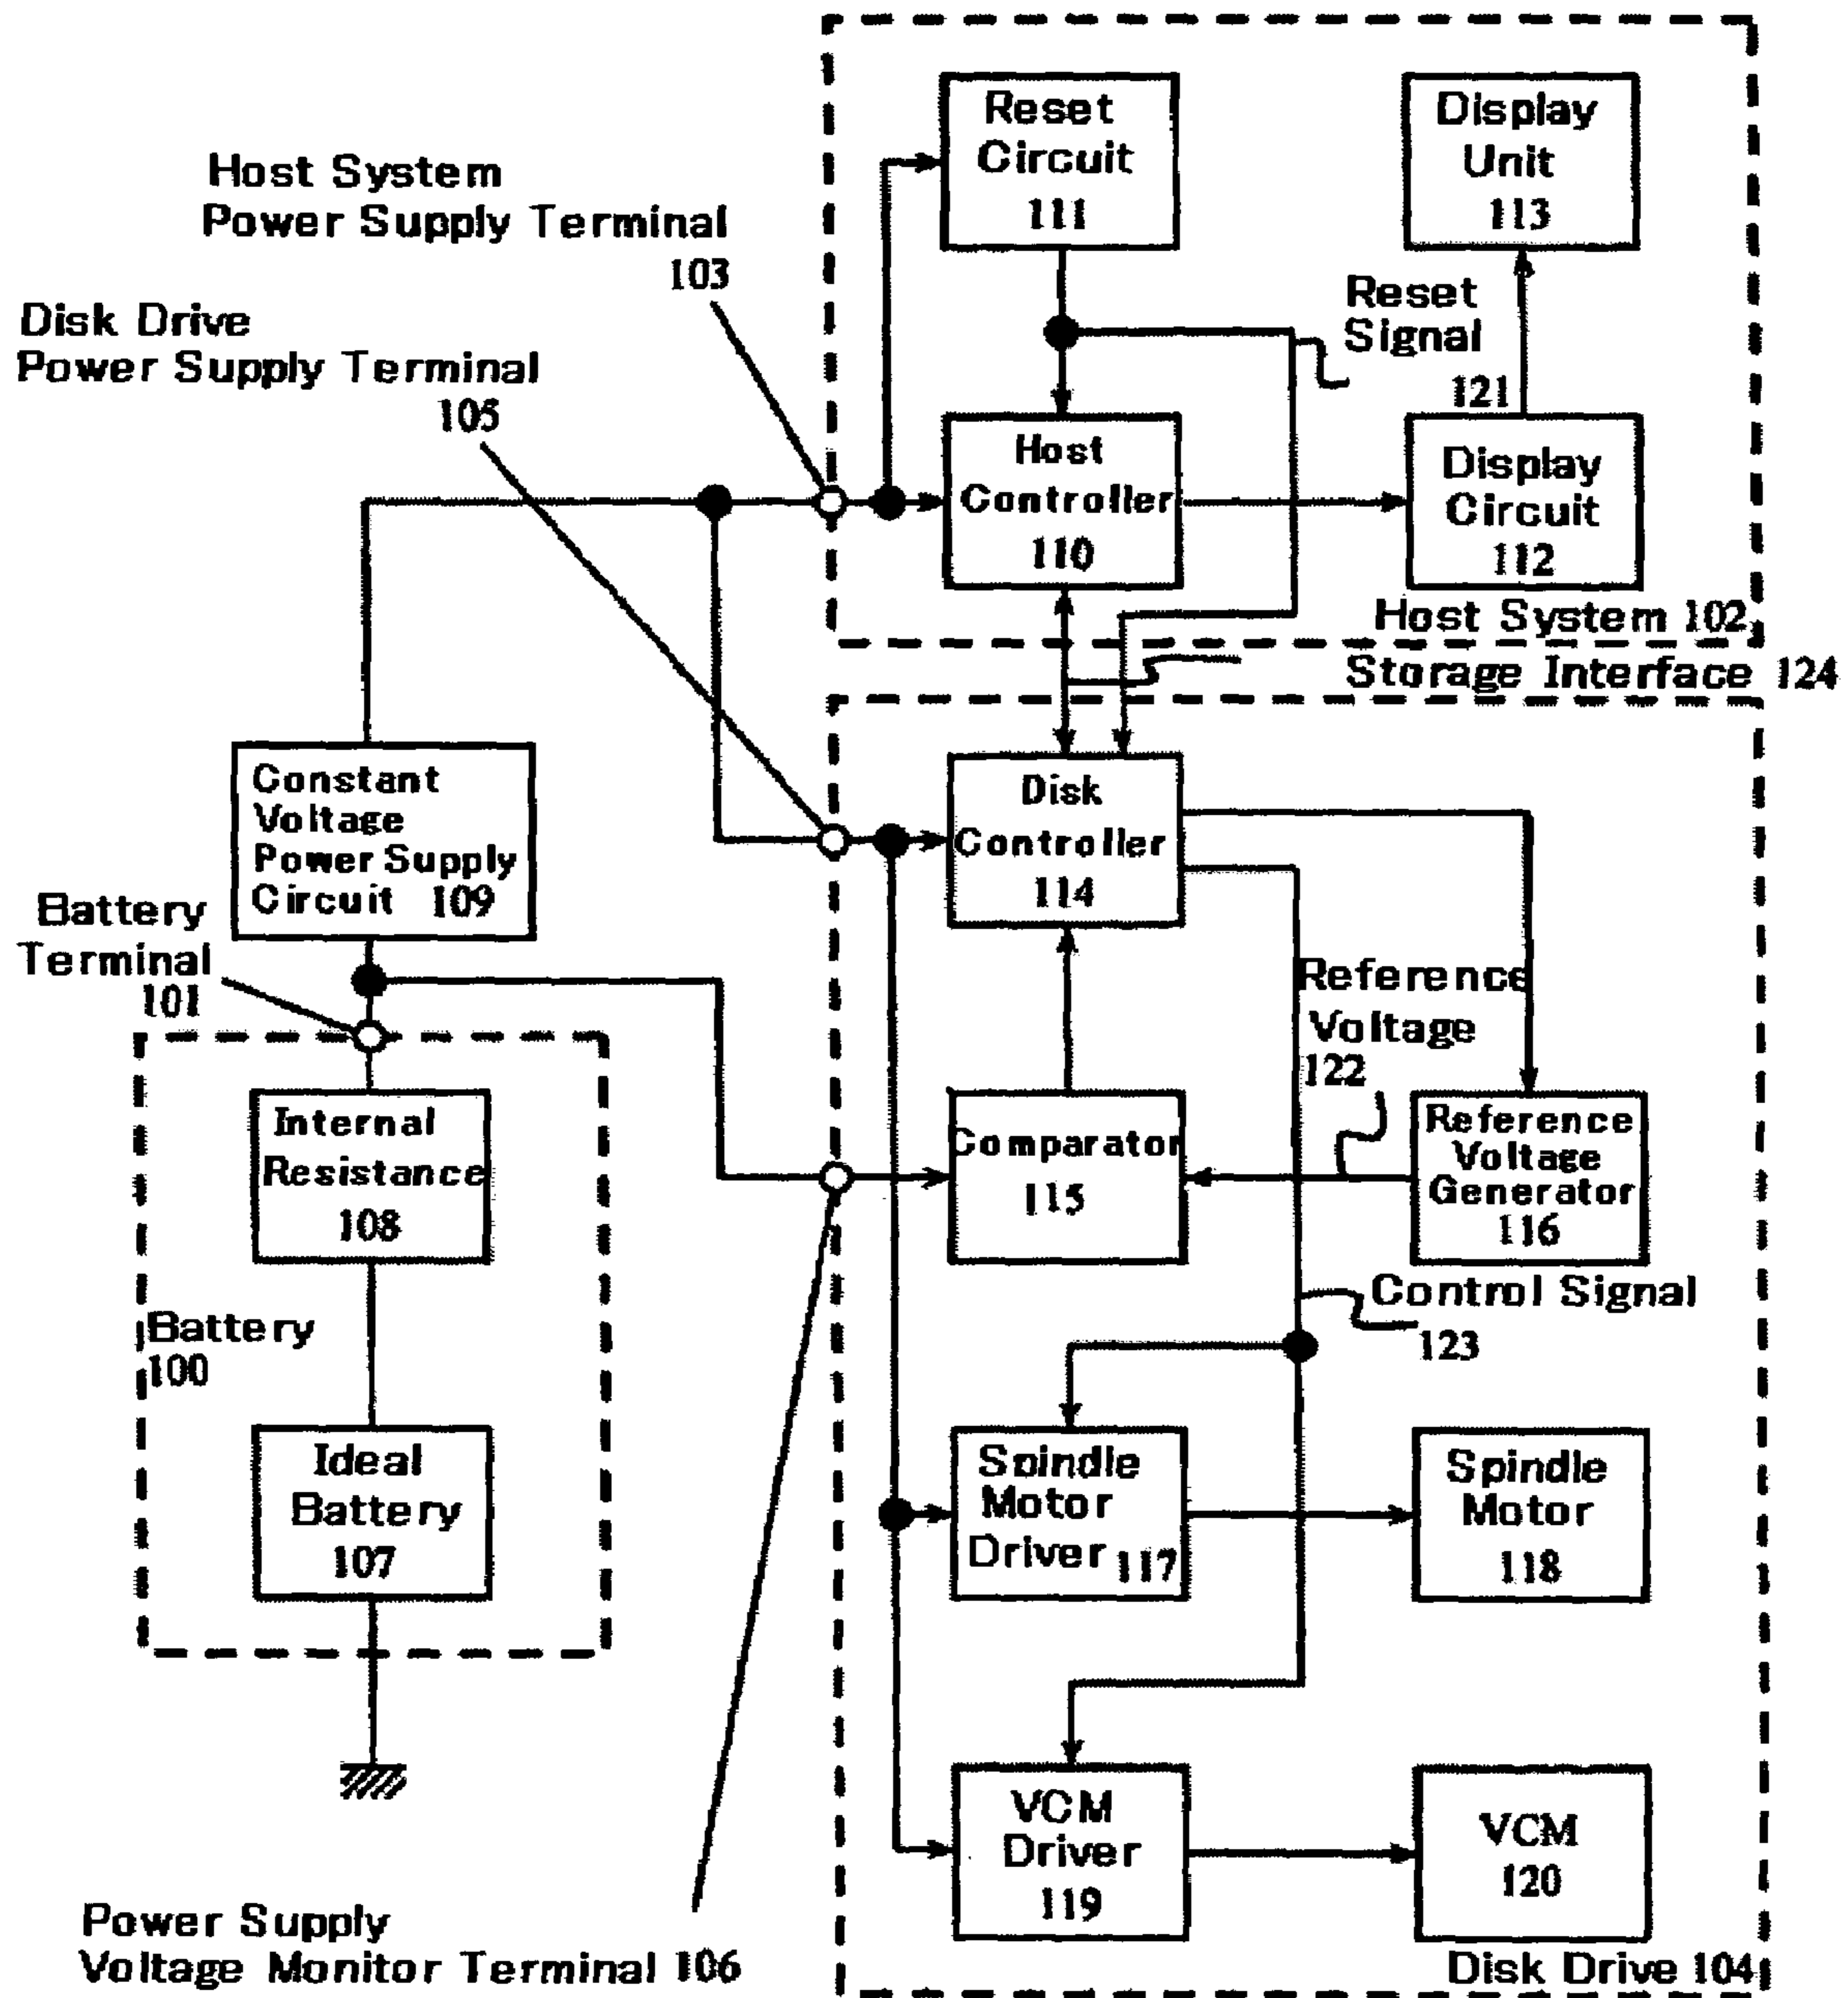 Reset
Circuit
111
Display
Unit
113
Host System
Power Supply Terminal
103
Reset
Signal
121
Disk Drive
Power Supply Terminal
105
Host
Controller
110
Display
Circuit
112
Host System 102
Storage Interface 124
Constant
Voltage
Power Supply
Circuit 109
Disk
Controller
114
Battery
Terminal
101
Reference
Voltage
122
Internal
Resistance
108
Comparator
115
Reference
Voltage
Generator
116
Control Signal
123
Battery
100
Ideal
Battery
107
Spindle
Motor
Driver 117
Spindle
Motor
118
VCM
Driver
119
VCM
120
Power Supply
Voltage Monitor Terminal 106
Disk Drive 104